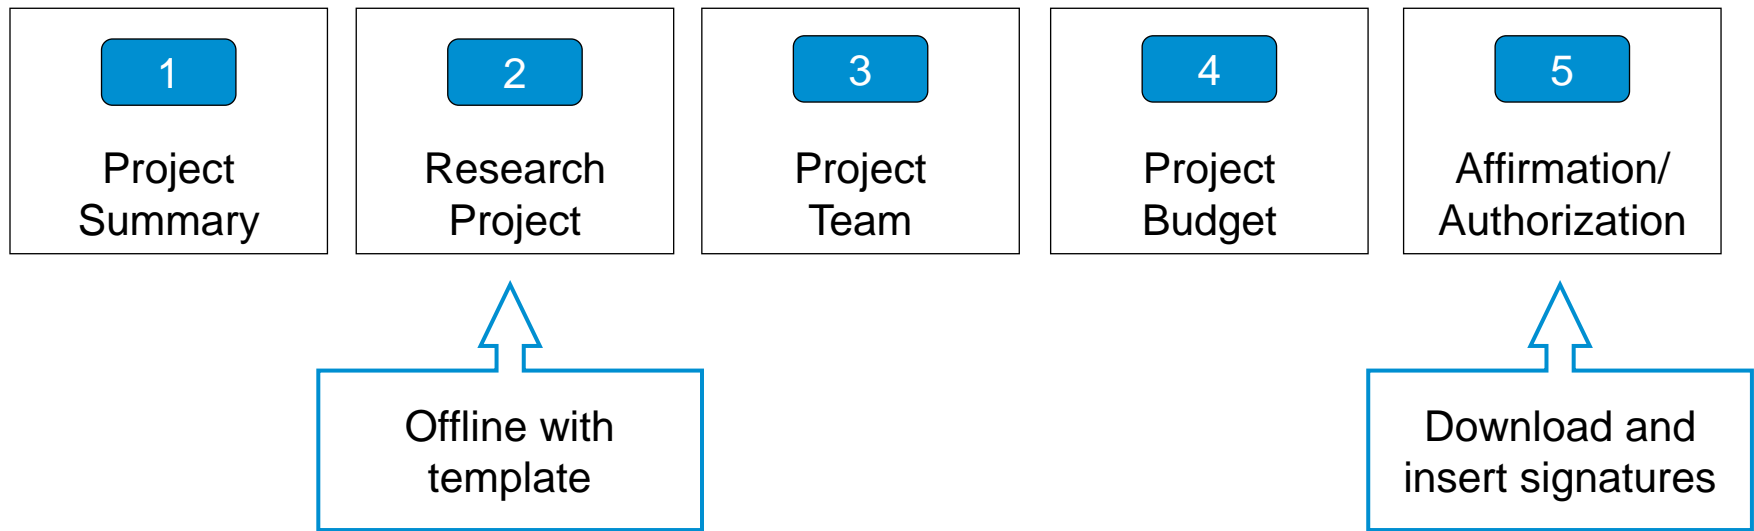 1
Project
Summary
2
Research
Project
3
Project
Team
4
Project
Budget
5
Affirmation/
Authorization
Offline with
template
Download and
insert signatures